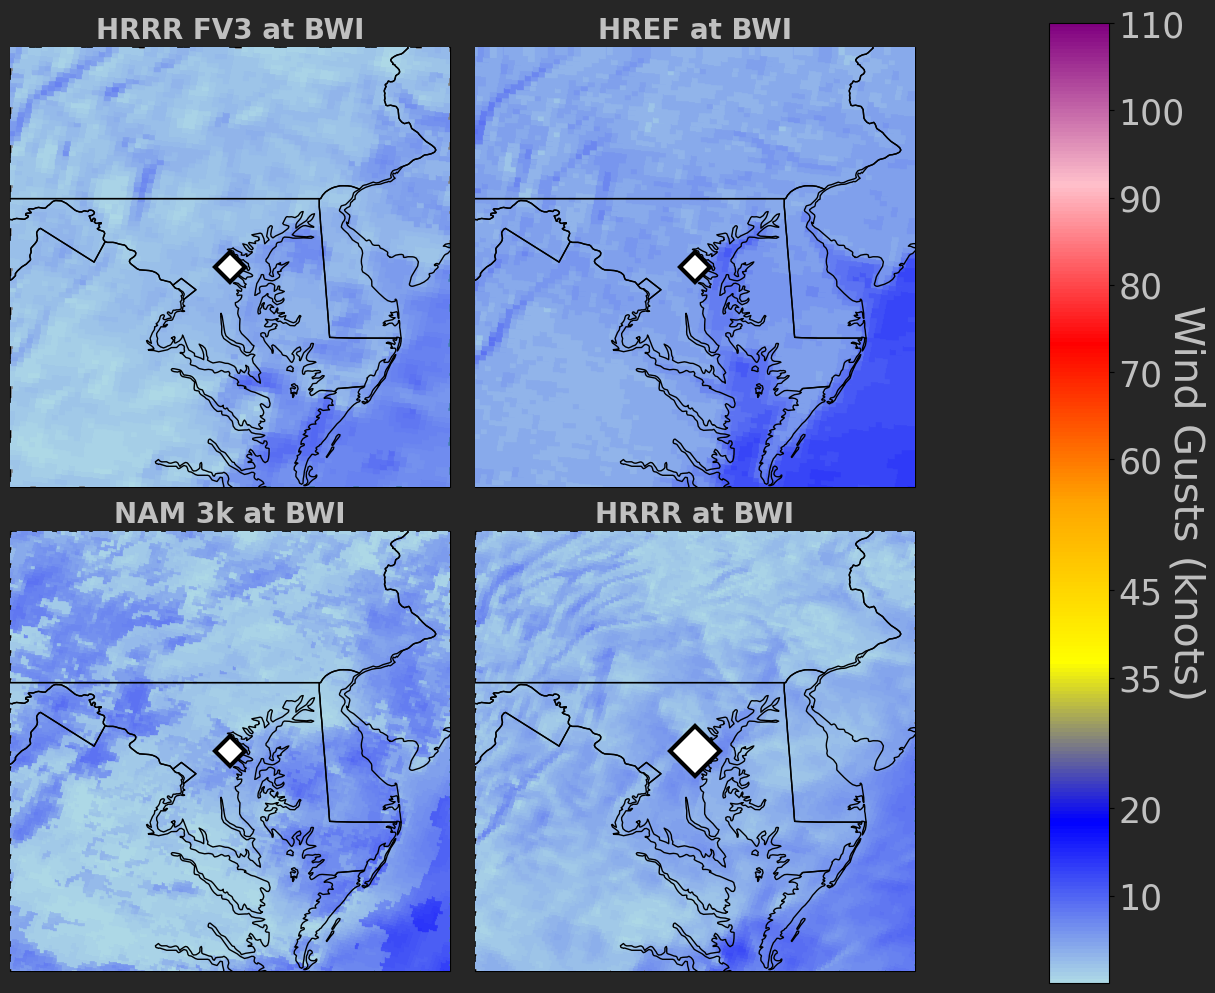 HRRR FV3 at BWI
HREF at BWI
NAM 3k at BWI
HRRR at BWI
110
100
90
80
70
60
45
35
20
10
Wind Gusts (knots)